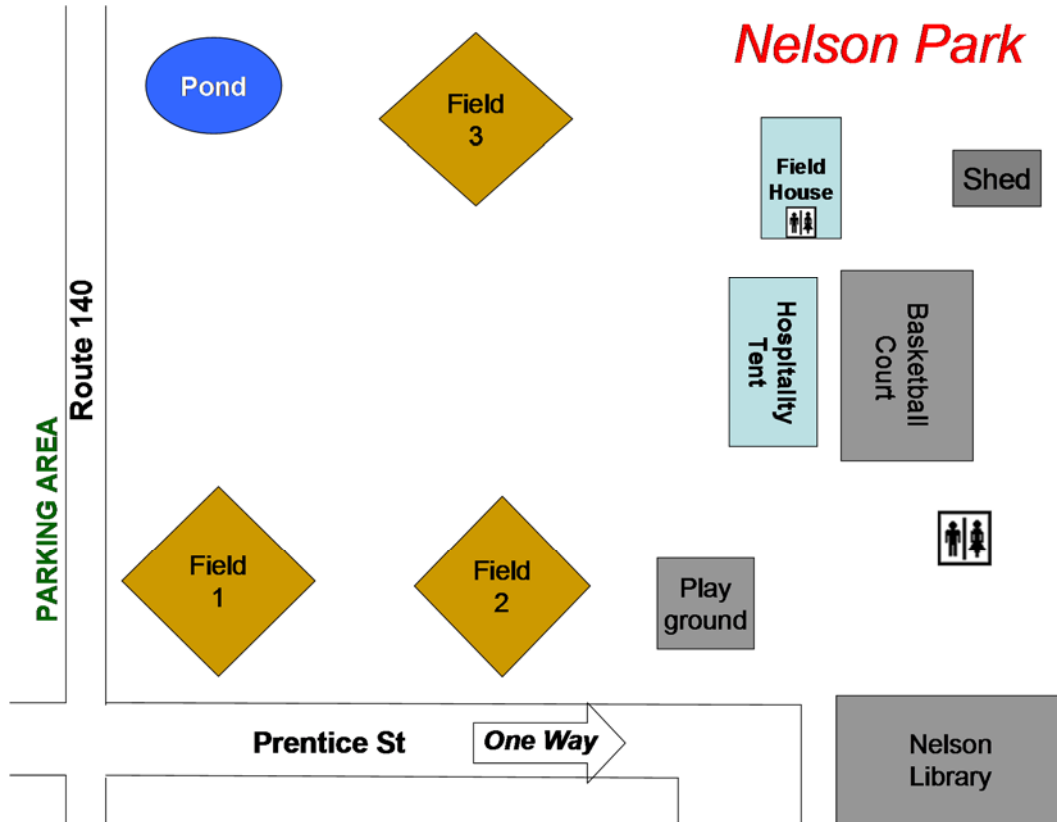 Nelson Park
Pond
Field
3
Field
House
Shed
Route 140
PARKING AREA
Hospitality
Tent
Basketball
Court
Field
1
Field
2
Play
ground
Prentice St
One Way
Nelson
Library